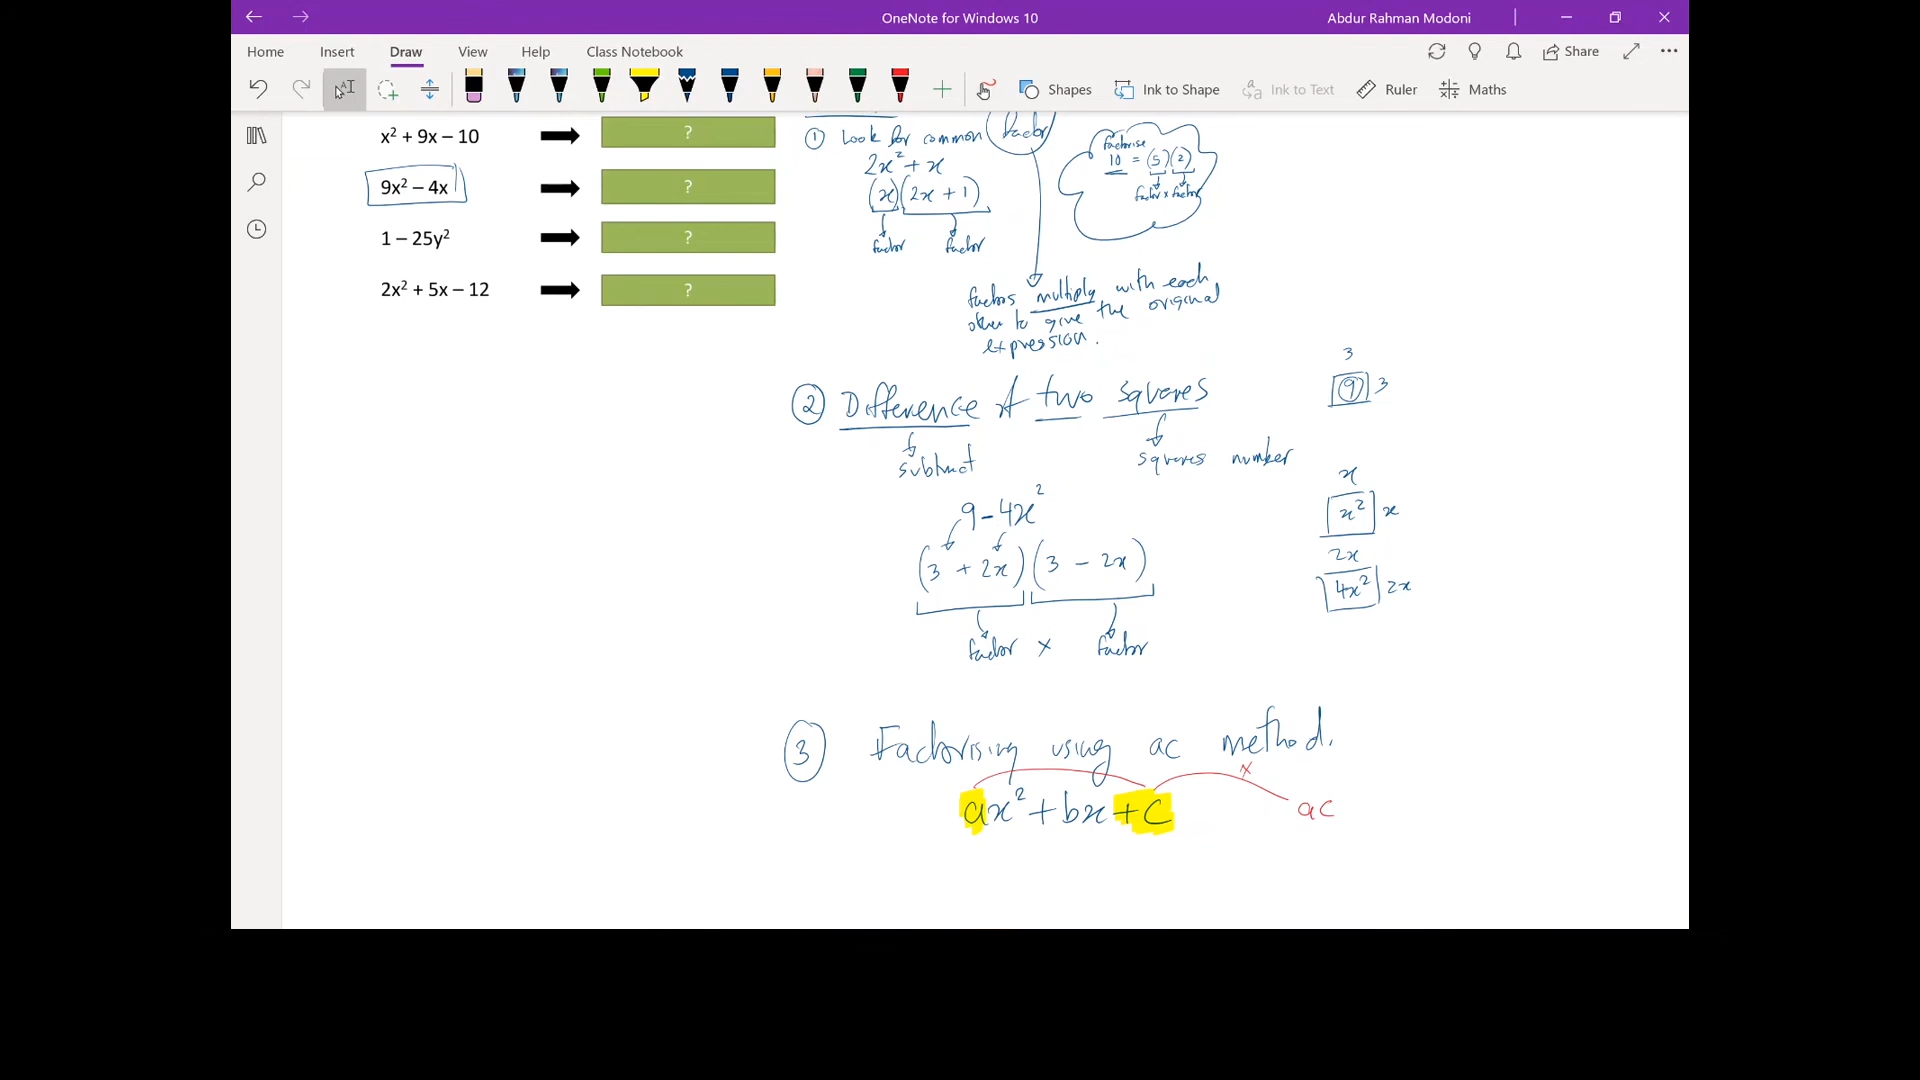 OneNote for Windows 10
Abdur Rahman Modoni
Home Insert Draw View Help Class Notebook
Share
Shapes Ink to Shape Ink to Text Ruler Maths
x² + 9x – 10 ?
9x² – 4x ?
1 – 25y² ?
2x² + 5x – 12 ?
① Look for common factor
2x² + x
(x)(2x + 1)
factor factor
factorise
10 = (5)(2)
factor x factor
factors multiply with each
other to give the original
expression.
② Difference of two squares
subtract
squares number
3
9 3
9 – 4x²
(3 + 2x)(3 – 2x)
factor x factor
x
x² x
2x
4x² 2x
③ Factorising using ac method.
ax² + bx + c
x
ac